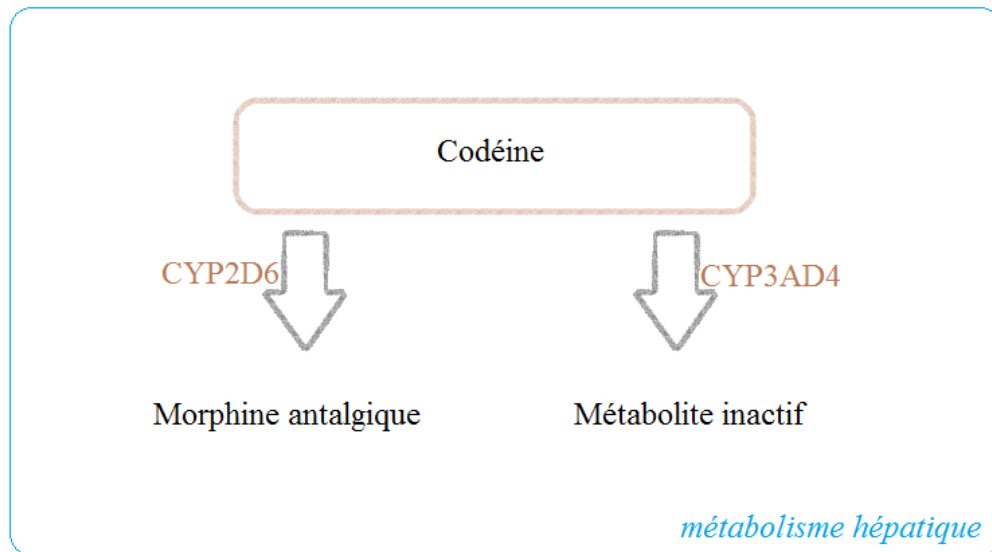 Codéine
CYP2D6
CYP3AD4
Morphine antalgique
Métabolite inactif
métabolisme hépatique